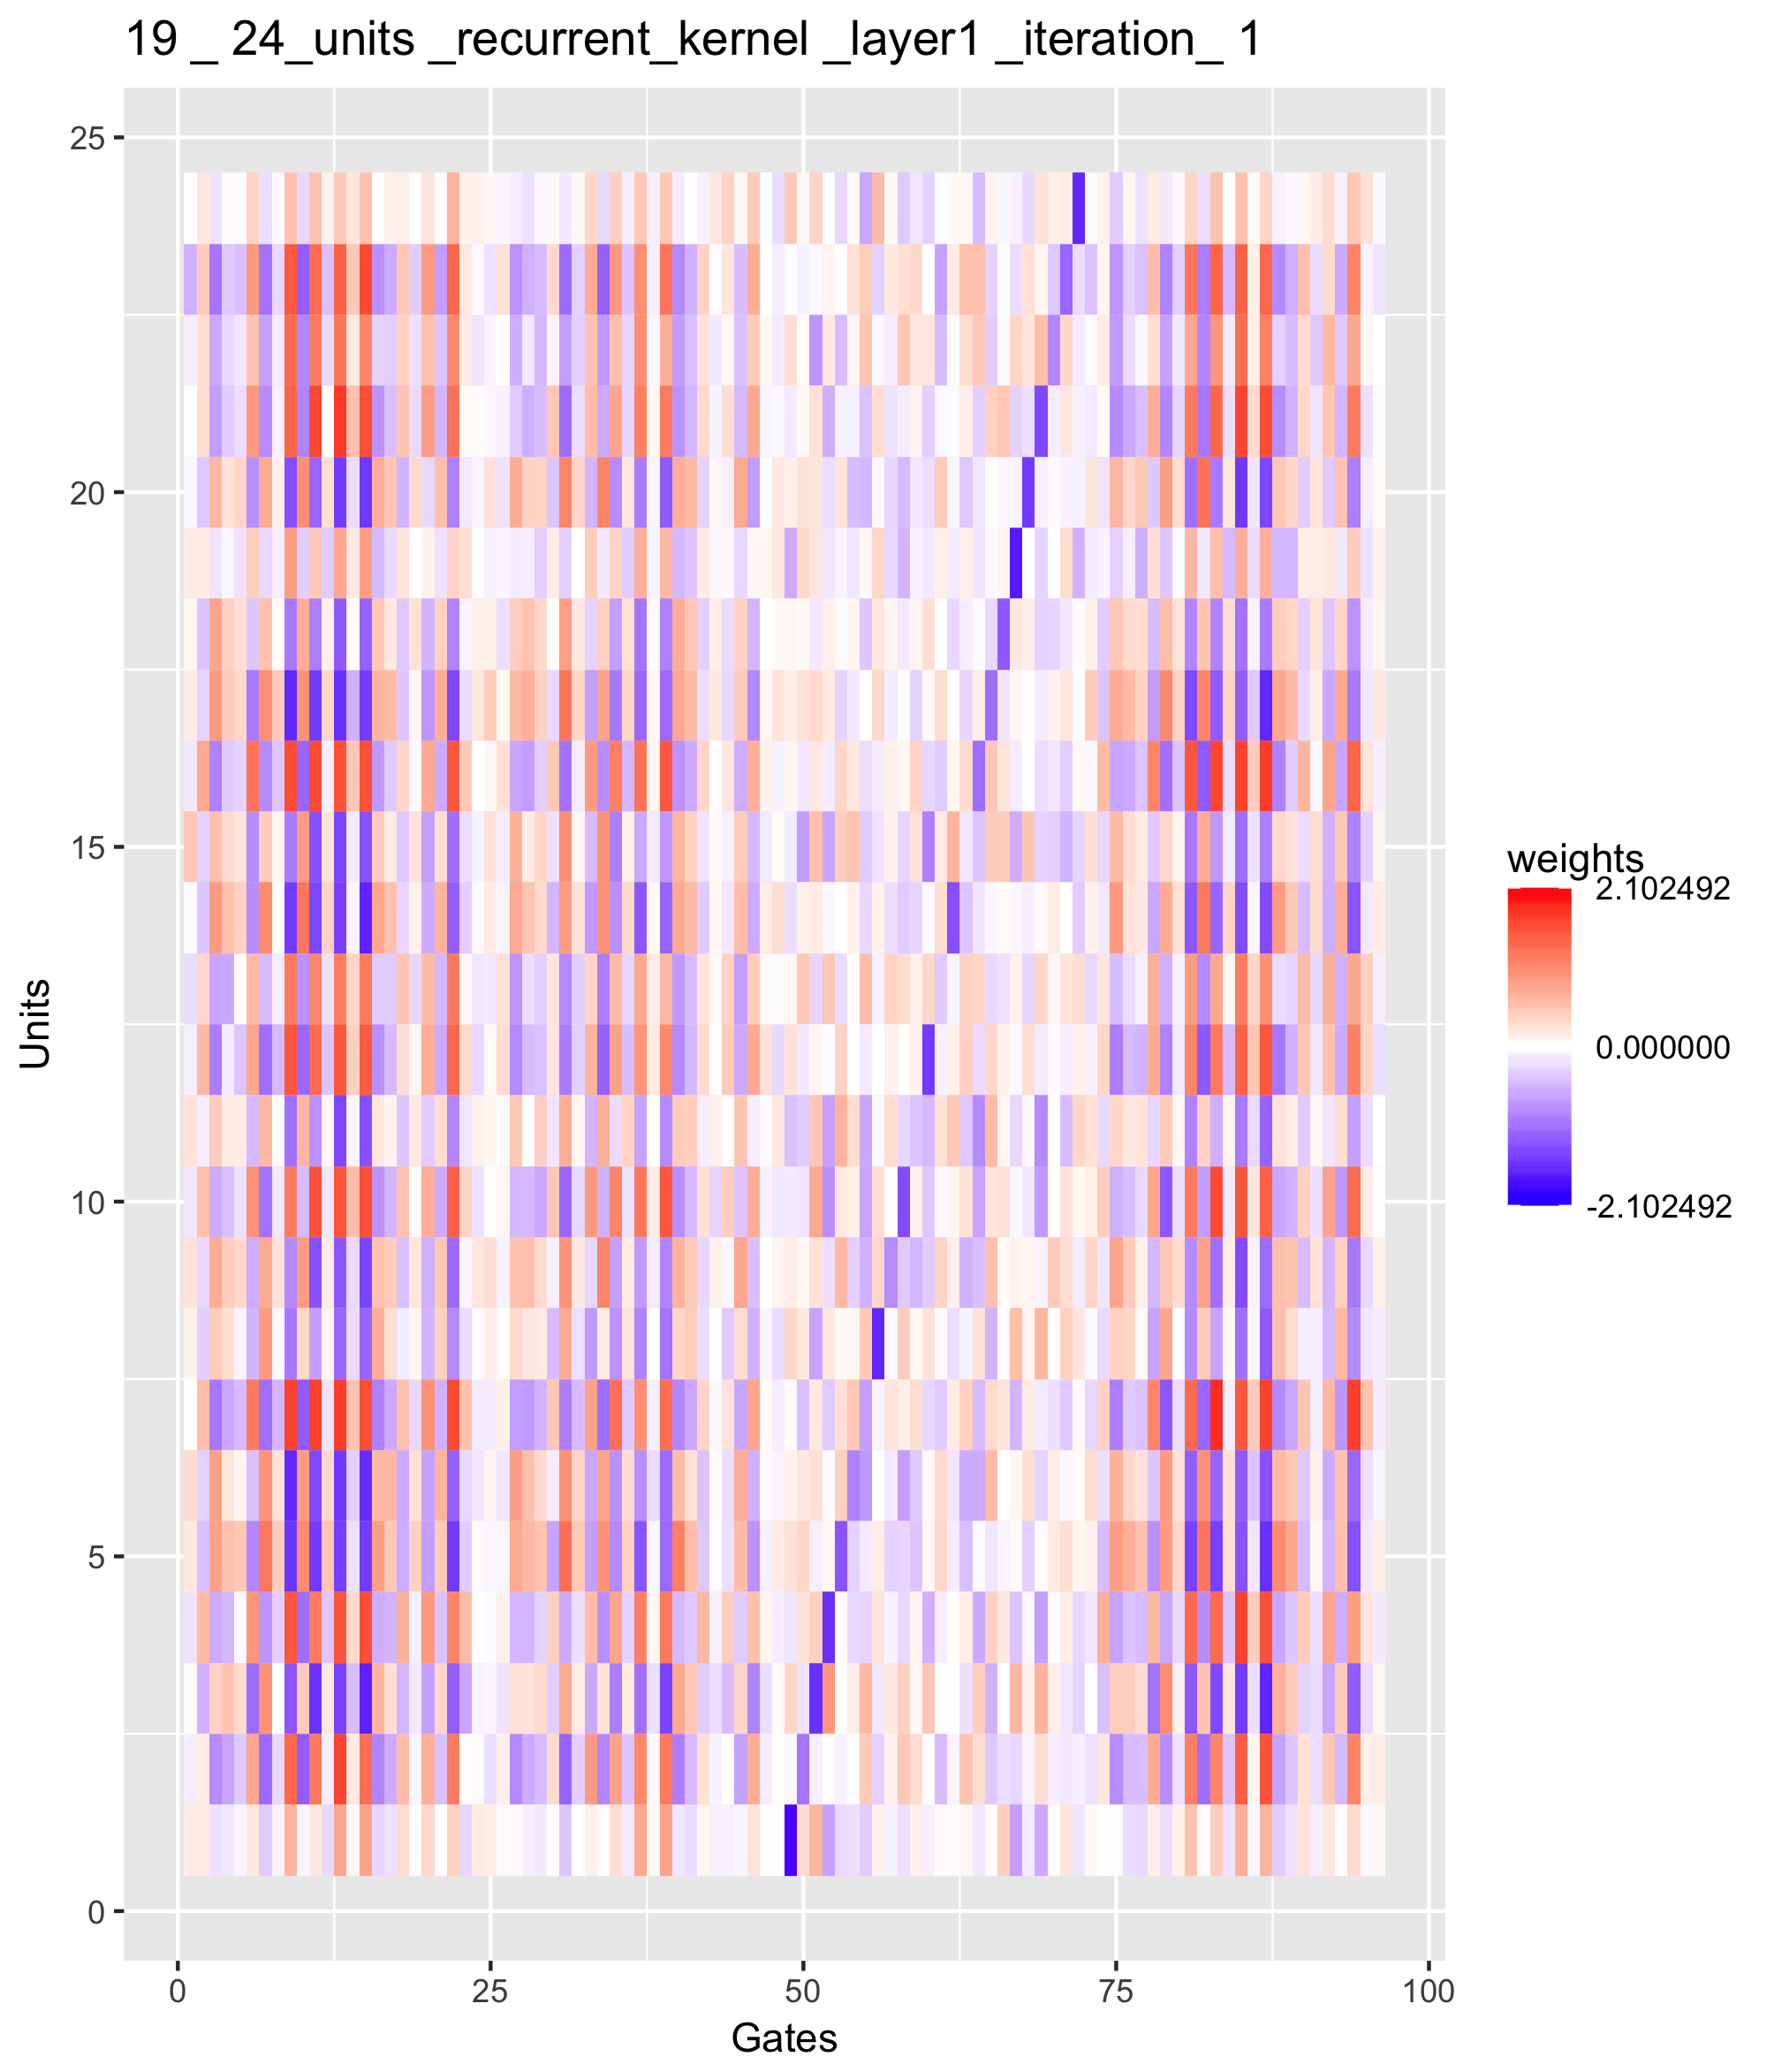 19 _ 24_units _recurrent_kernel _layer1 _iteration_ 1
25
20
15
10
5
0
Units
0 25 50 75 100
Gates
weights
2.102492
0.000000
-2.102492